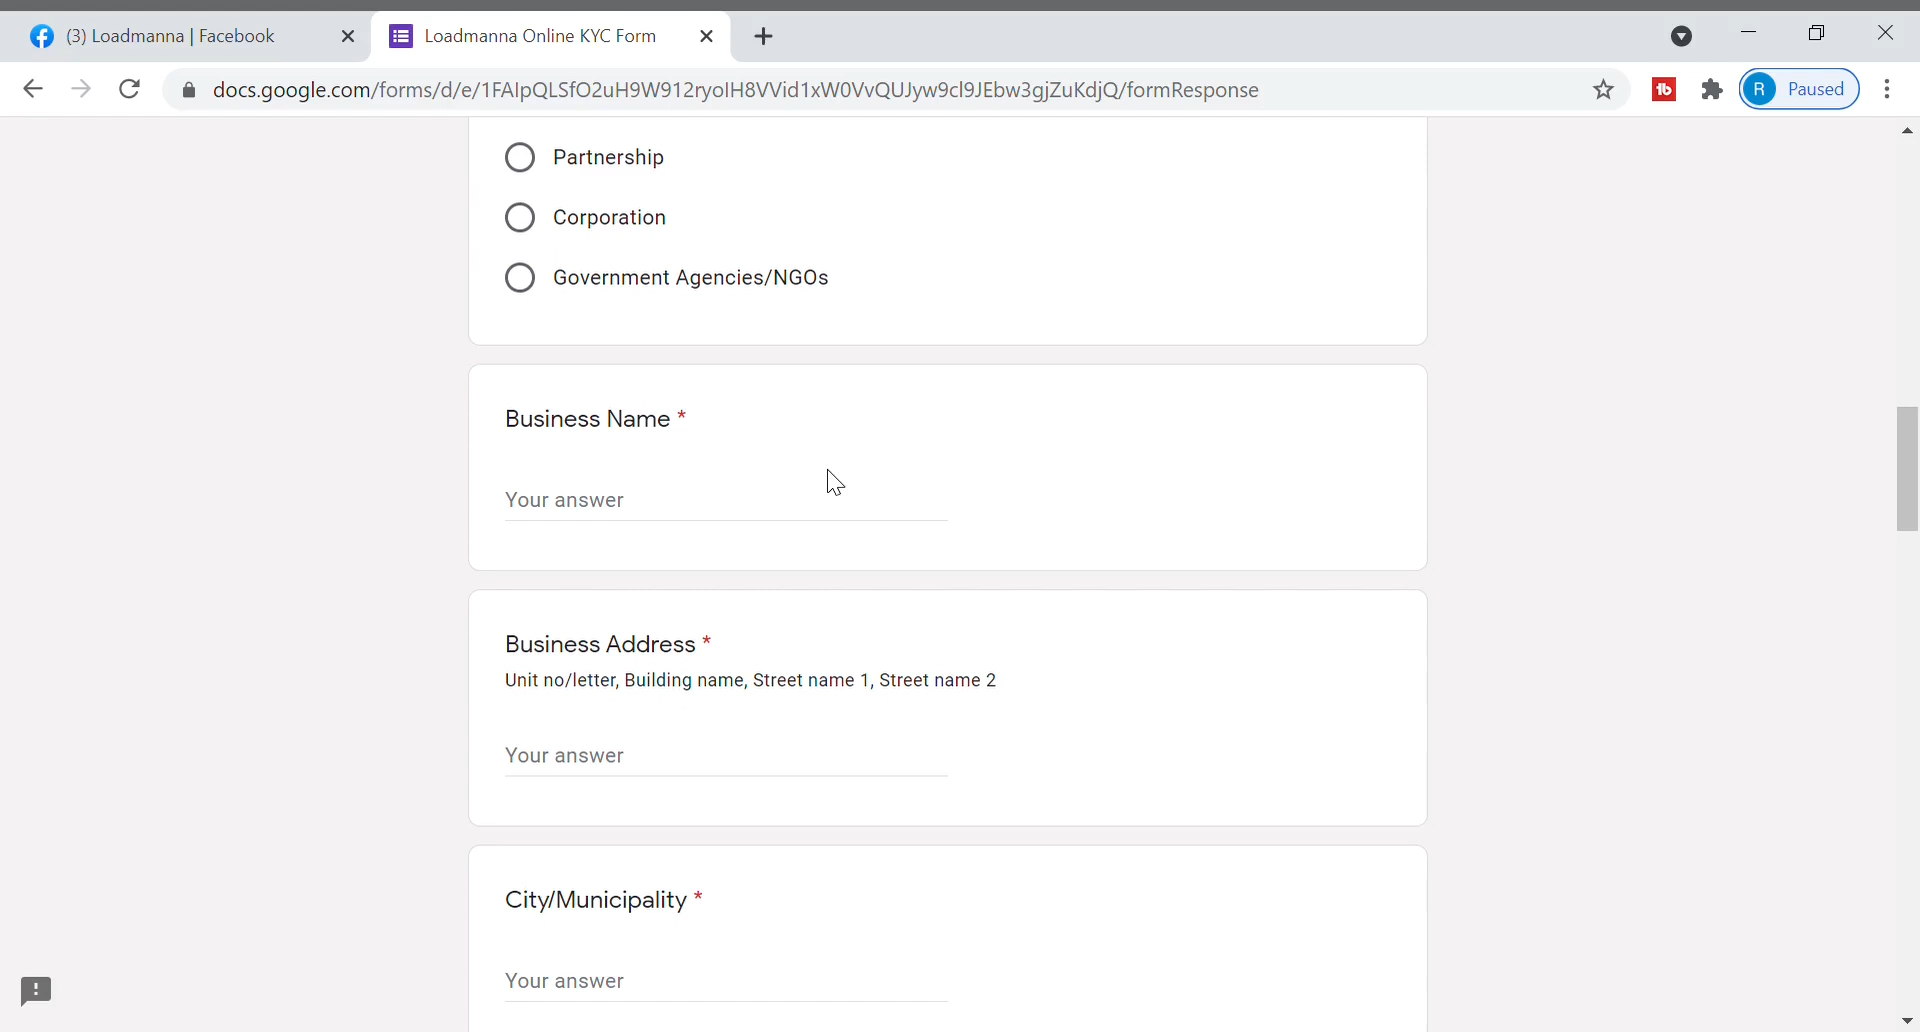 (3) Loadmanna | Facebook
Loadmanna Online KYC Form
docs.google.com/forms/d/e/1FAIpQLSfO2uH9W912ryoIH8VVid1xW0VvQUJyw9cl9JEbw3gjZuKdjQ/formResponse
R Paused
Partnership
Corporation
Government Agencies/NGOs
Business Name *
Your answer
Business Address *
Unit no/letter, Building name, Street name 1, Street name 2
Your answer
City/Municipality *
Your answer